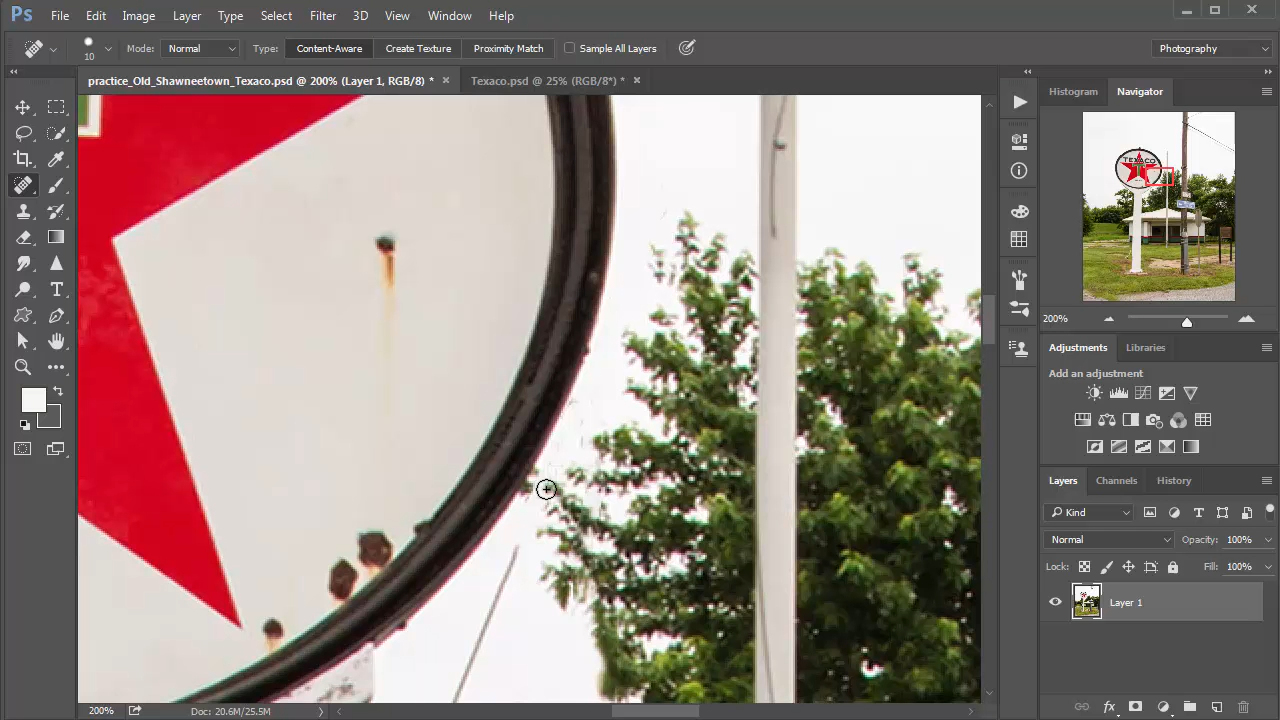 Ps File Edit Image Layer Type Select Filter 3D View Window Help
10 Mode: Normal Type: Content-Aware Create Texture Proximity Match Sample All Layers Photography
practice_Old_Shawneetown_Texaco.psd @ 200% (Layer 1, RGB/8) * × Texaco.psd @ 25% (RGB/8*) * ×
Histogram Navigator
TEXACO
200%
Adjustments Libraries
Add an adjustment
Layers Channels History
Kind
Normal Opacity: 100%
Lock: Fill: 100%
Layer 1
200% Doc: 20.6M/25.5M
fx